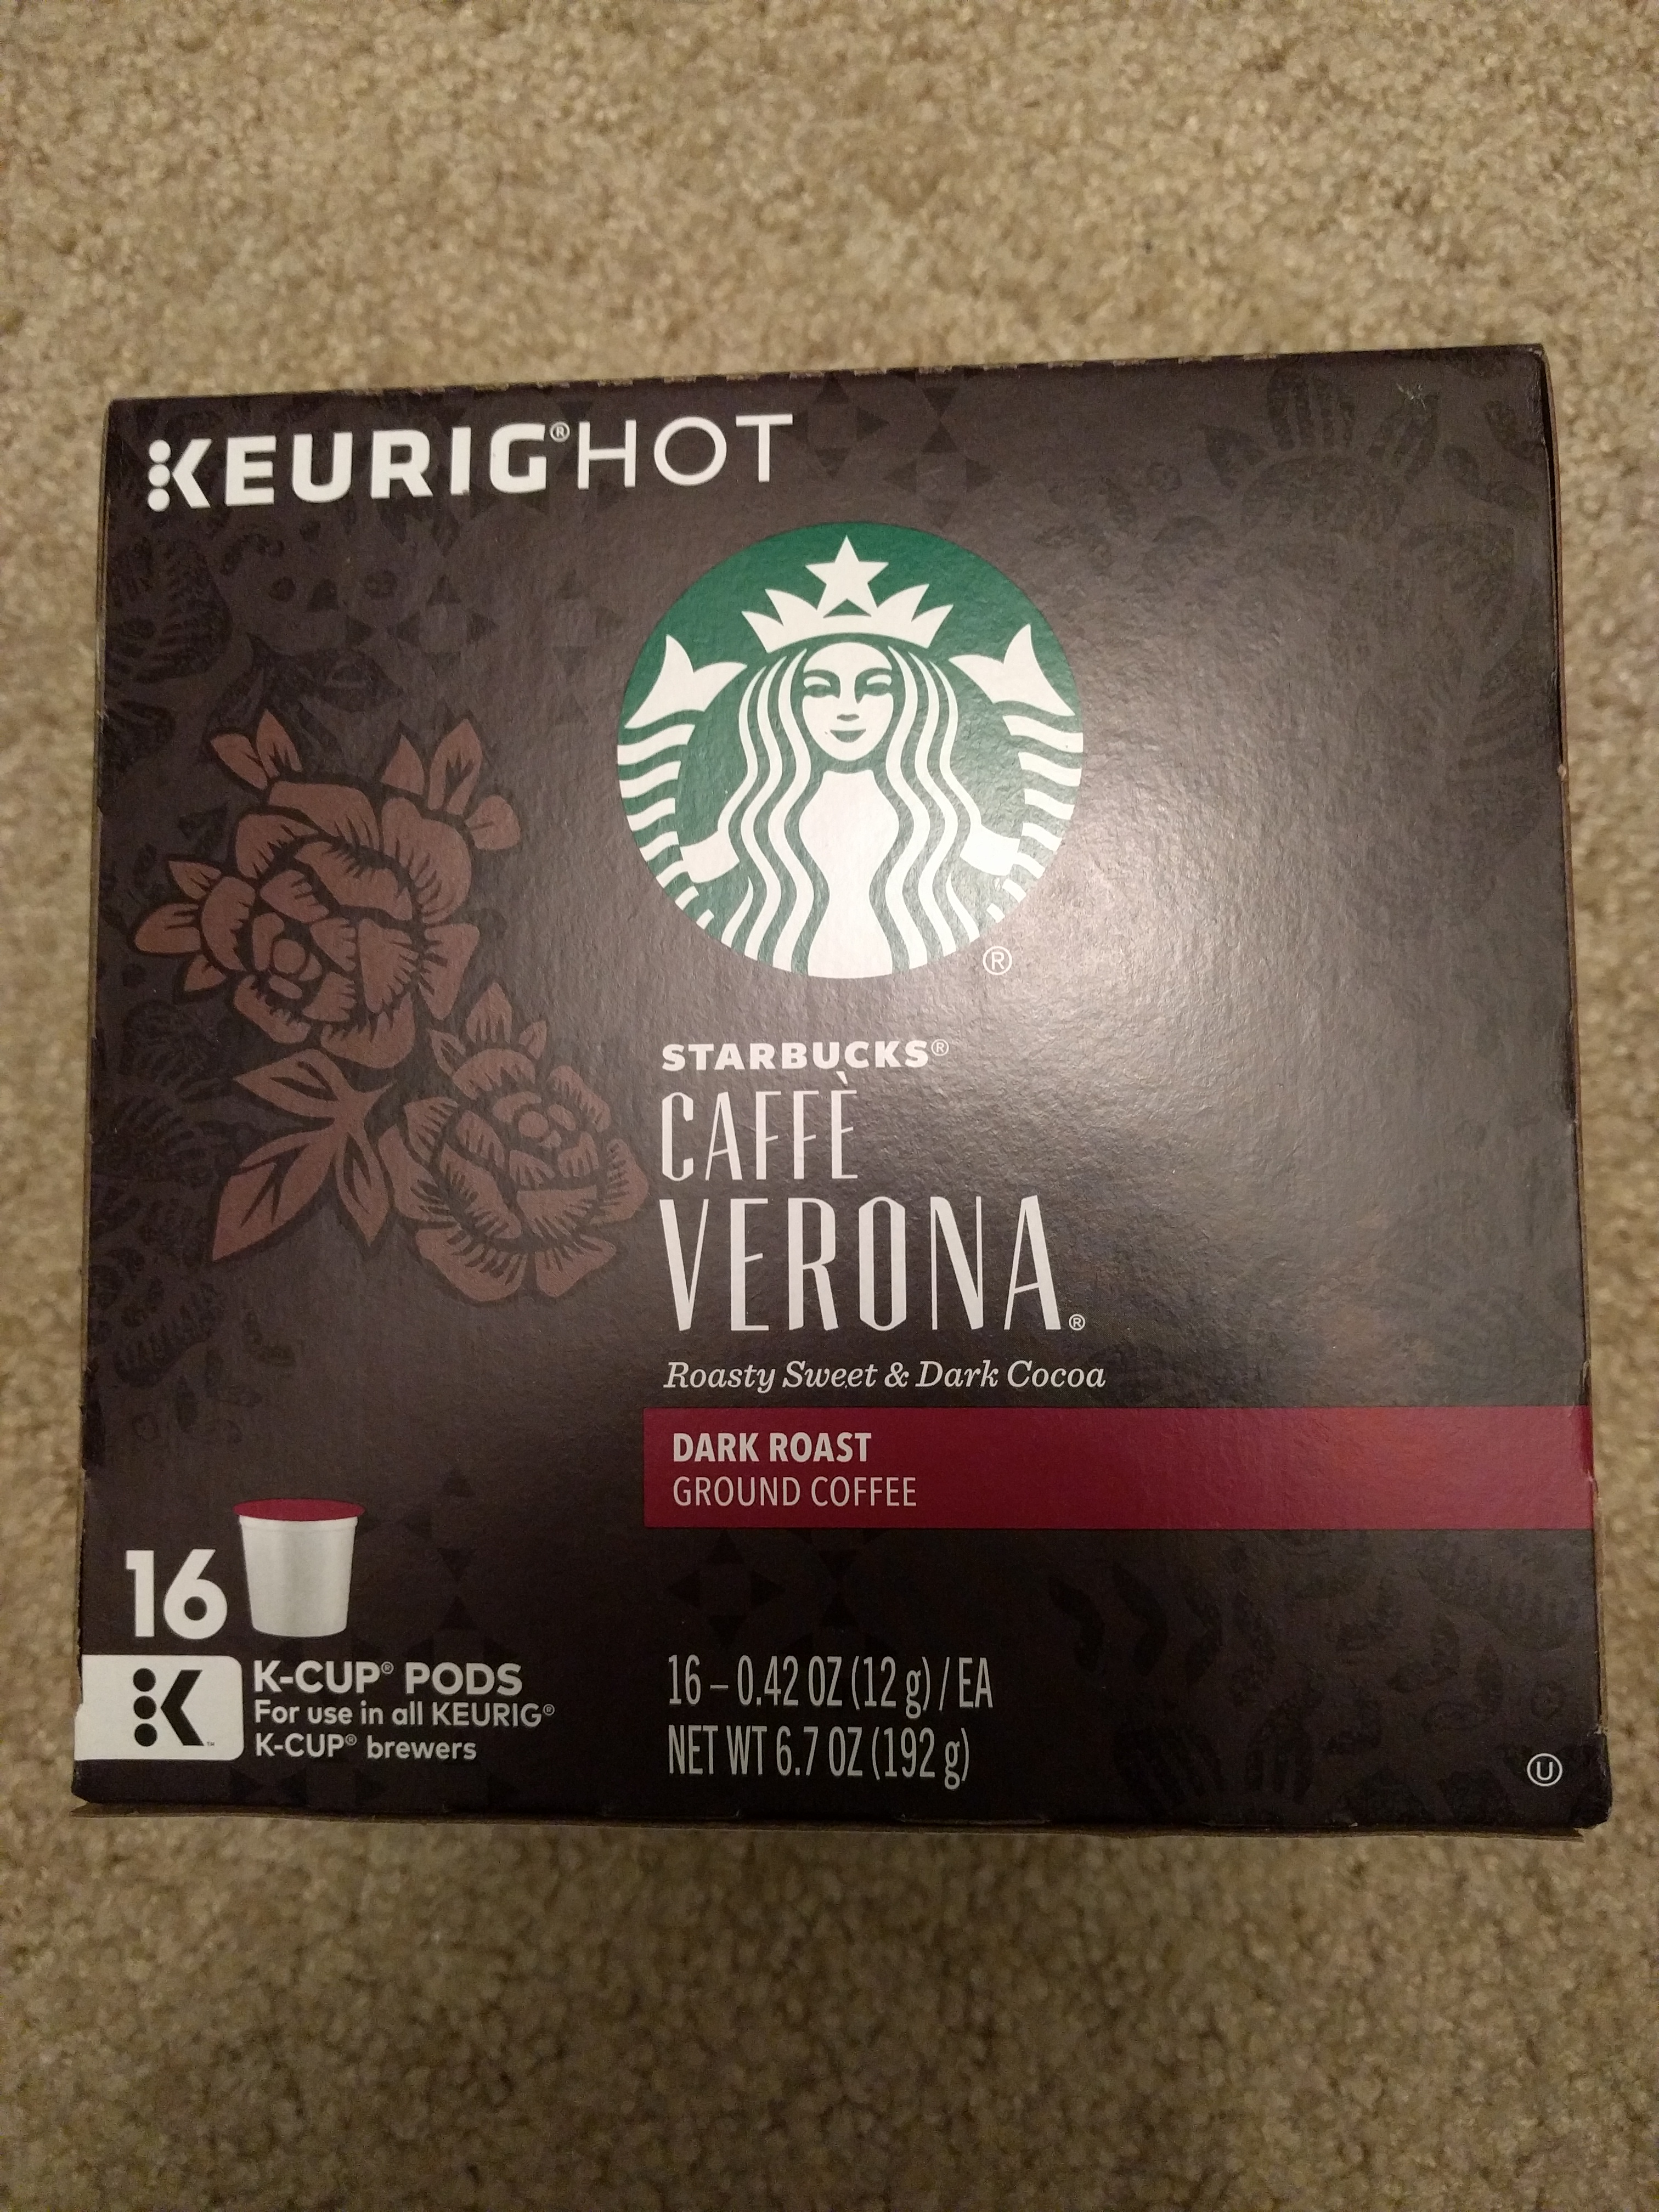 KEURIG®HOT
®
STARBUCKS®
CAFFÈ
VERONA®
Roasty Sweet & Dark Cocoa
DARK ROAST
GROUND COFFEE
16
K™
K-CUP® PODS
For use in all KEURIG®
K-CUP® brewers
16 – 0.42 OZ (12 g) / EA
NET WT 6.7 OZ (192 g)
U